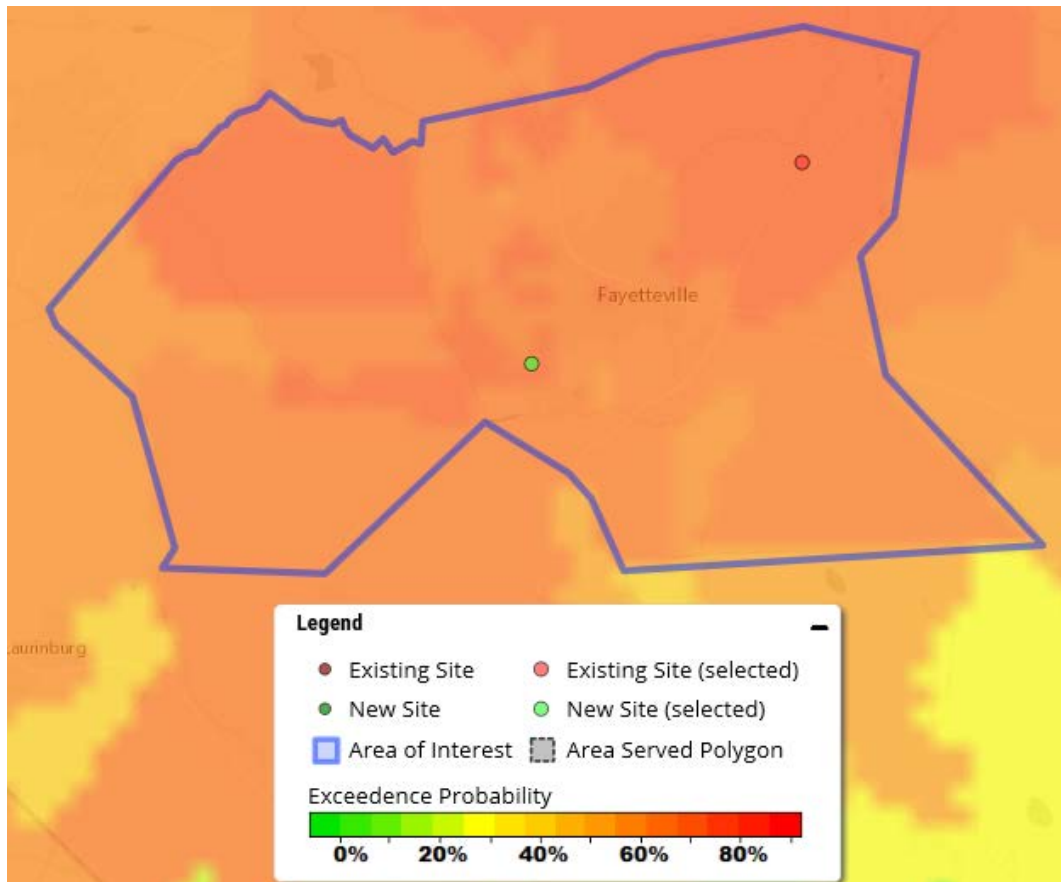 Fayetteville
Laurinburg
Legend
Existing Site
Existing Site (selected)
New Site
New Site (selected)
Area of Interest
Area Served Polygon
Exceedence Probability
0% 20% 40% 60% 80%